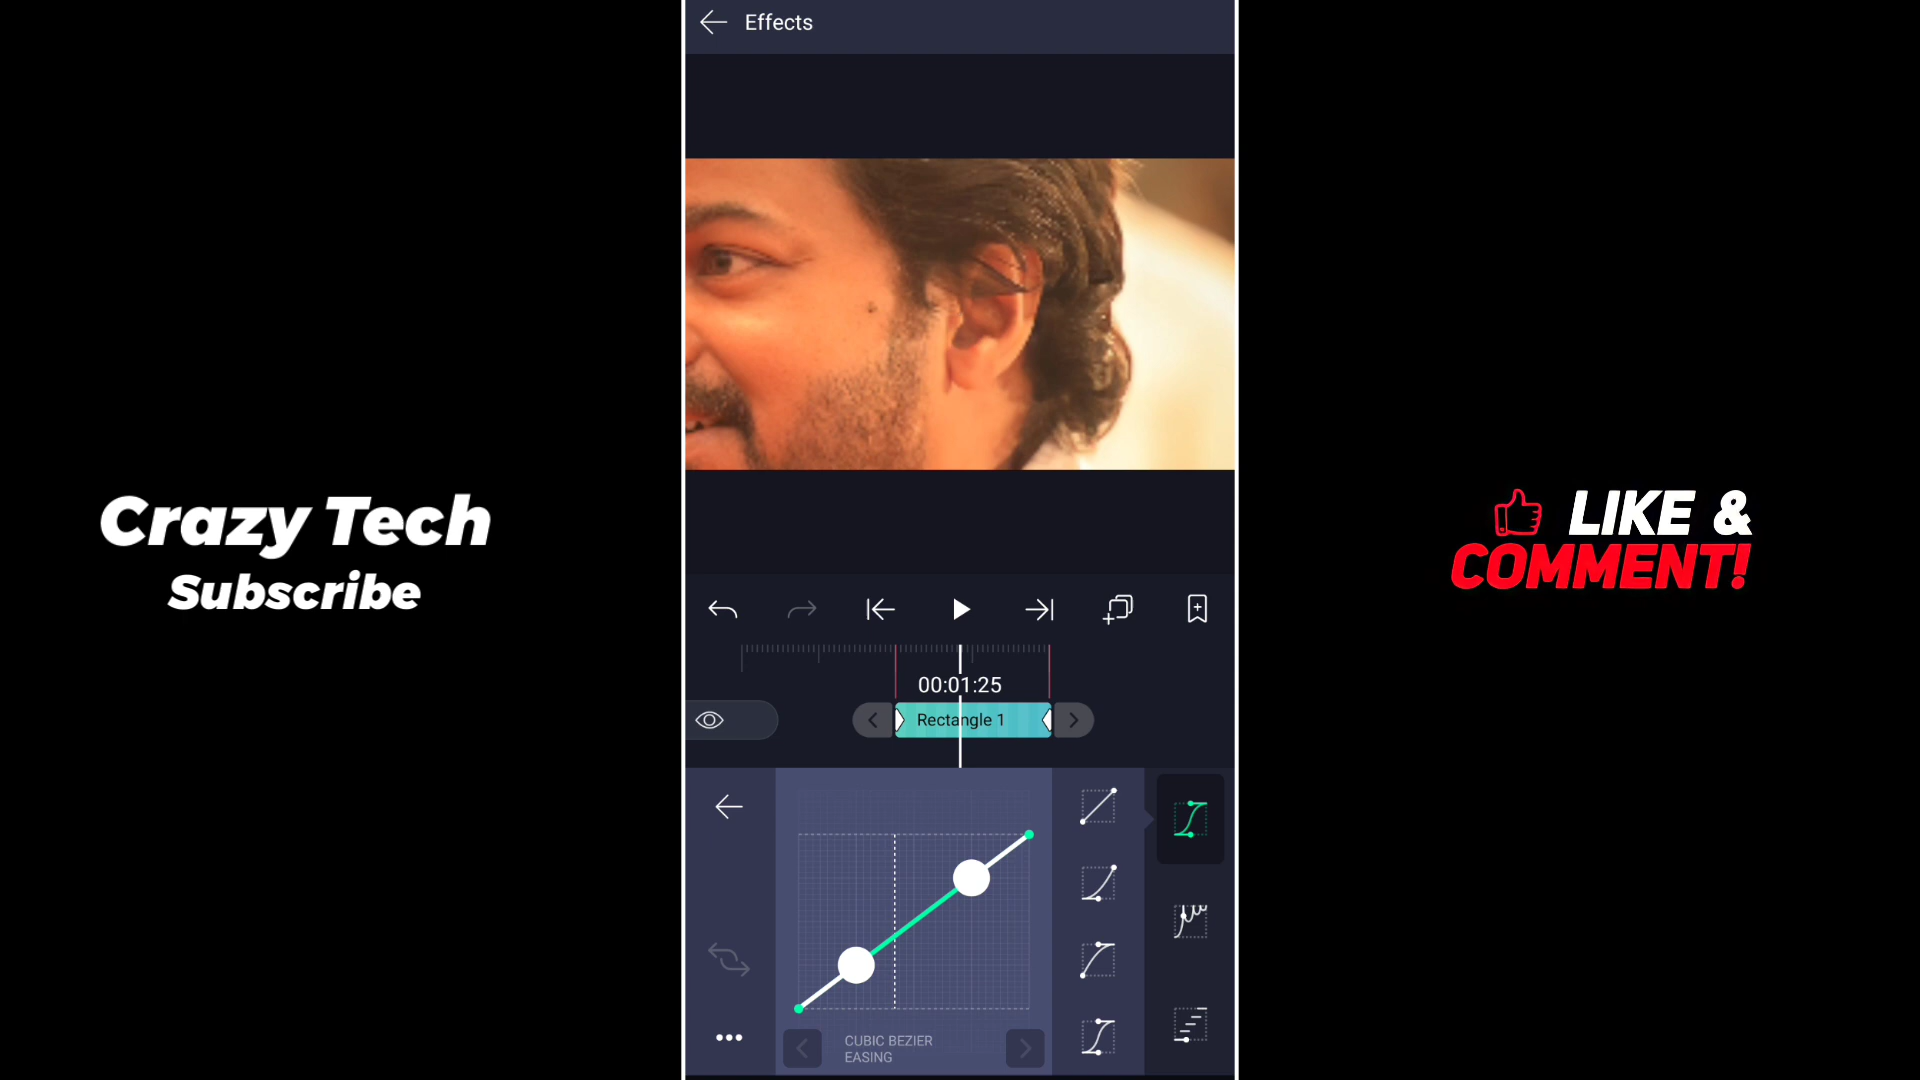 Effects
Crazy Tech
Subscribe
LIKE &
COMMENT!
00:01:25
Rectangle 1
CUBIC BEZIER
EASING